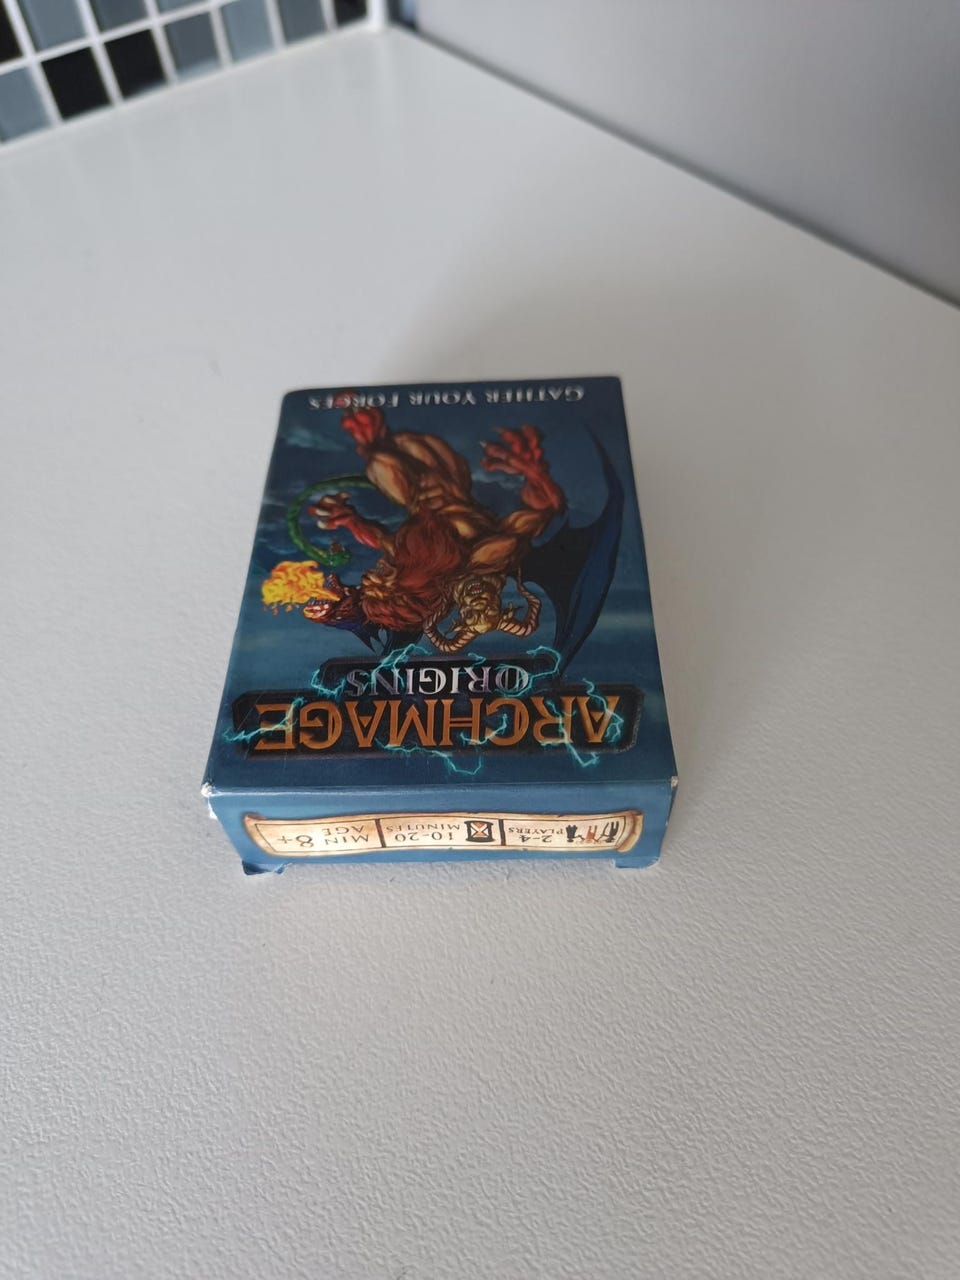 ARCHMAGE
ORIGINS
GATHER YOUR FORCES
2-4 PLAYERS
10-20 MINUTES
MIN 8+ AGE